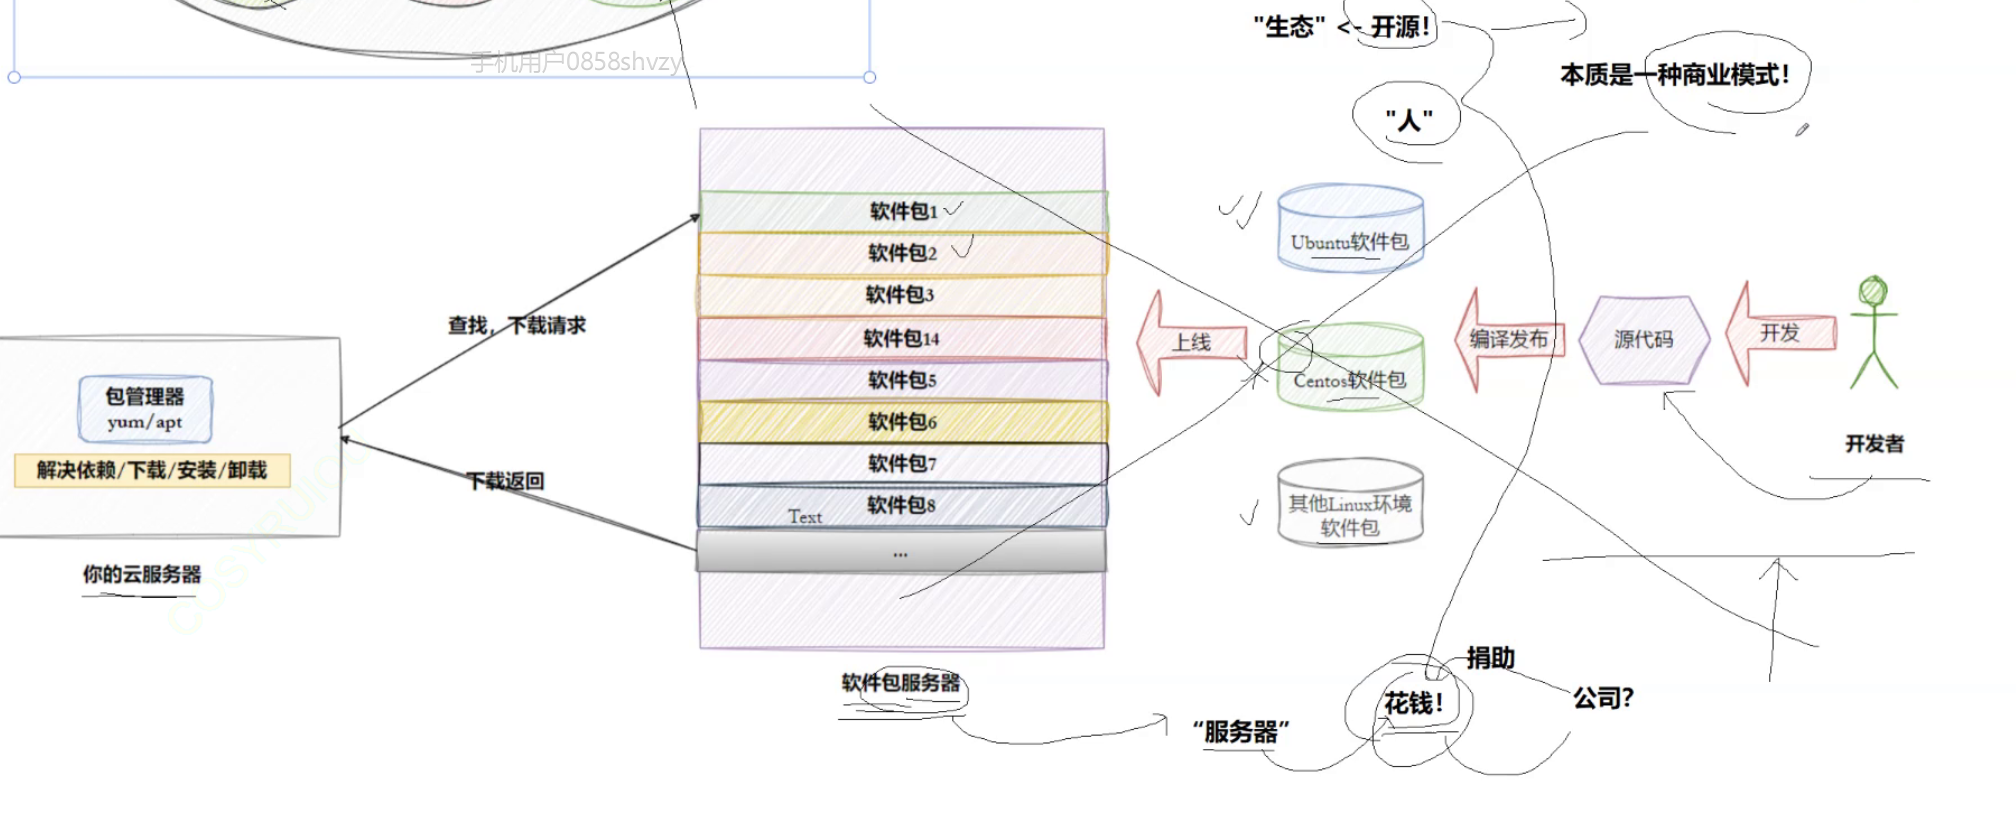 "生态" <- 开源！
手机用户0858shvzy
本质是一种商业模式！
"人"
软件包1
软件包2
软件包3
软件包14
软件包5
软件包6
软件包7
软件包8
Text
...
Ubuntu软件包
查找，下载请求
上线
Centos软件包
编译发布
源代码
开发
开发者
包管理器
yum/apt
解决依赖/下载/安装/卸载
下载返回
其他Linux环境
软件包
你的云服务器
软件包服务器
“服务器”
花钱！
捐助
公司？